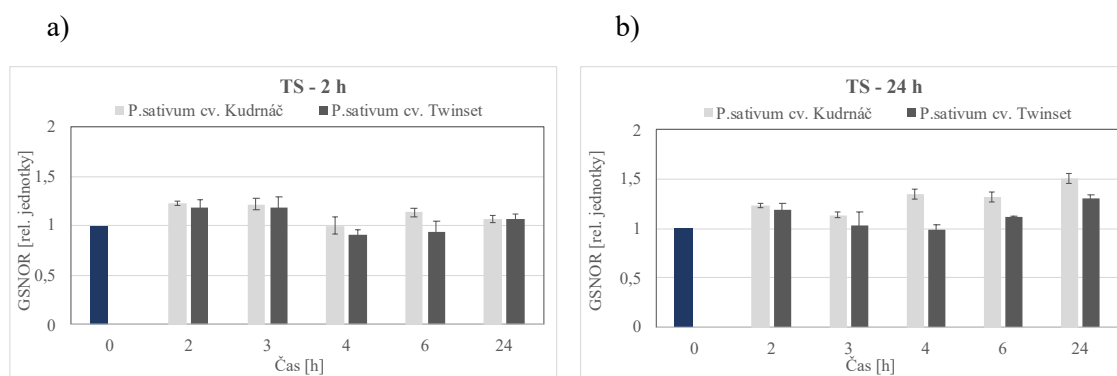 a)
b)
TS - 2 h
P.sativum cv. Kudrnáč P.sativum cv. Twinset
GSNOR [rel. jednotky]
2
1,5
1
0,5
0
0 2 3 4 6 24
Čas [h]
TS - 24 h
P.sativum cv. Kudrnáč P.sativum cv. Twinset
GSNOR [rel. jednotky]
2
1,5
1
0,5
0
0 2 3 4 6 24
Čas [h]